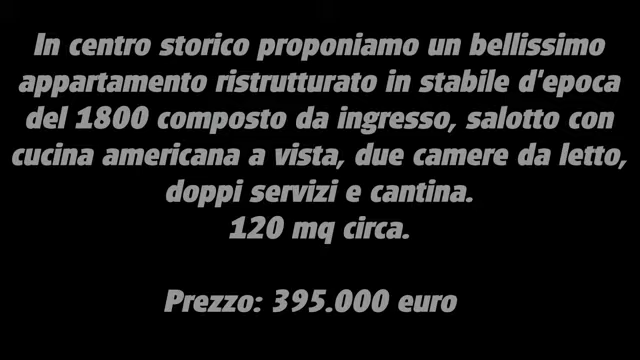 In centro storico proponiamo un bellissimo
appartamento ristrutturato in stabile d'epoca
del 1800 composto da ingresso, salotto con
cucina americana a vista, due camere da letto,
doppi servizi e cantina.
120 mq circa.
Prezzo: 395.000 euro